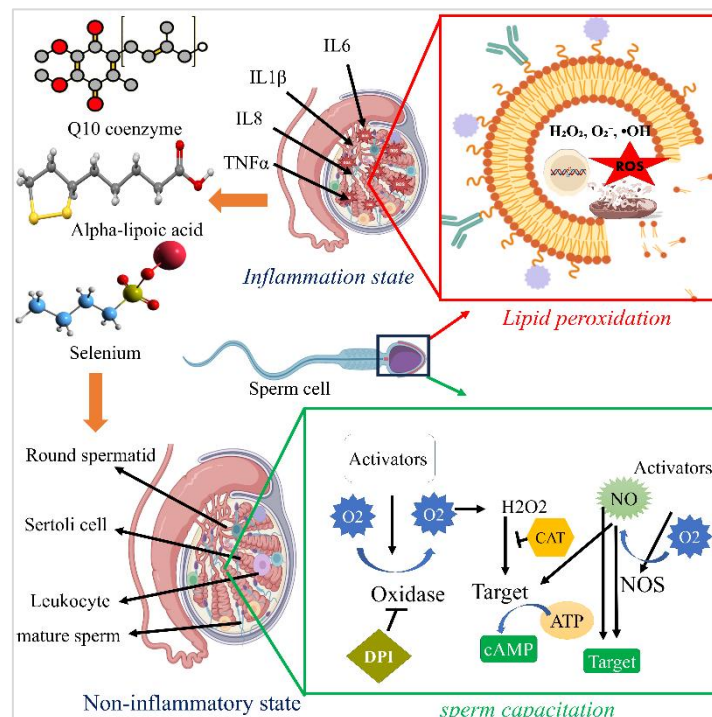 Q10 coenzyme
Alpha-lipoic acid
Selenium
IL6
IL1β
IL8
TNFα
Inflammation state
H₂O₂, O₂⁻, •OH
ROS
Lipid peroxidation
Sperm cell
Round spermatid
Sertoli cell
Leukocyte
mature sperm
Non-inflammatory state
Activators
O2
O2
H2O2
CAT
Oxidase
DPI
Target
ATP
cAMP
Activators
NO
O2
NOS
Target
sperm capacitation